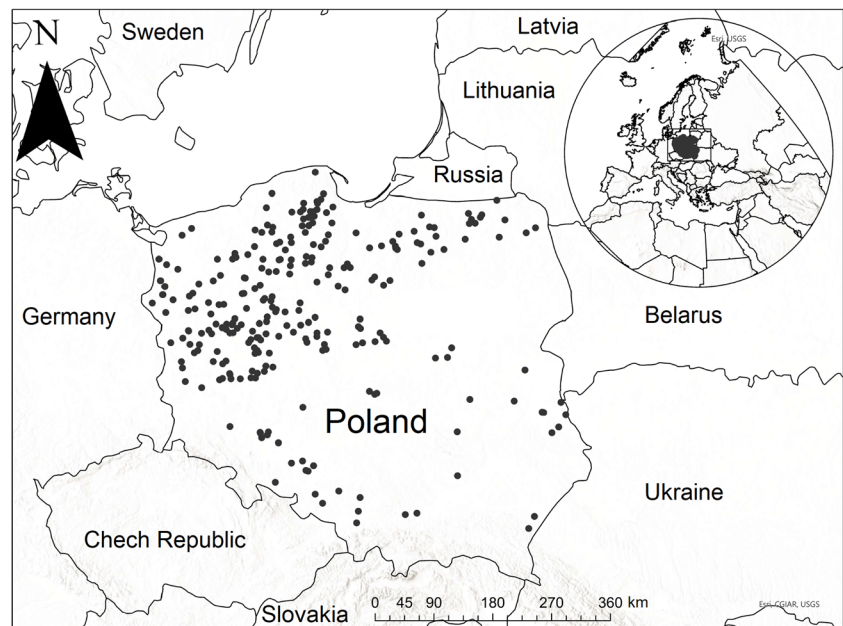 N
Sweden
Latvia
Esri, USGS
Lithuania
Russia
Germany
Belarus
Poland
Ukraine
Chech Republic
Slovakia
0 45 90 180 270 360 km
Esri, CGIAR, USGS